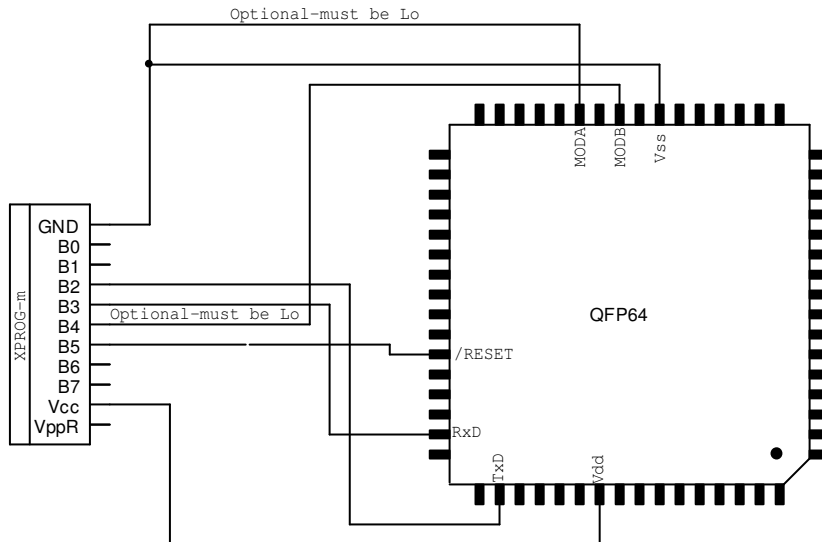 Optional-must be Lo
MODA
MODB
Vss
XPROG-m
GND
B0
B1
B2
B3
B4
B5
B6
B7
Vcc
VppR
Optional-must be Lo
QFP64
/RESET
RxD
TxD
Vdd